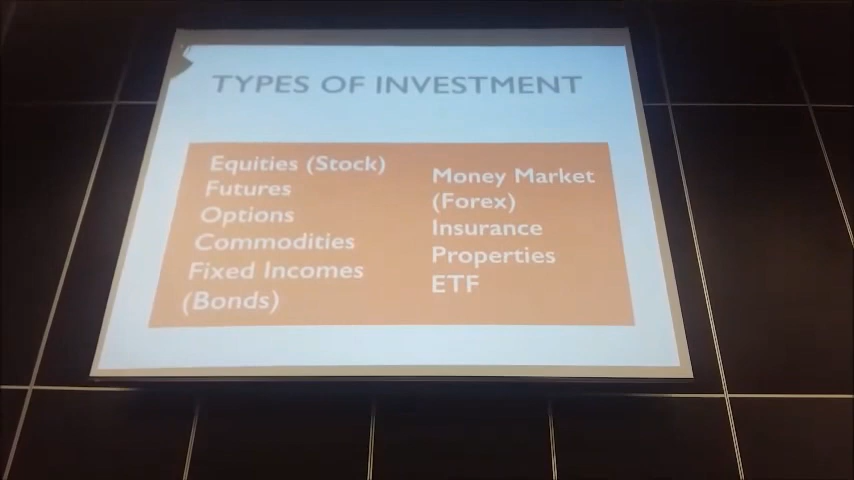 TYPES OF INVESTMENT
Equities (Stock)
Futures
Options
Commodities
Fixed Incomes
(Bonds)
Money Market
(Forex)
Insurance
Properties
ETF